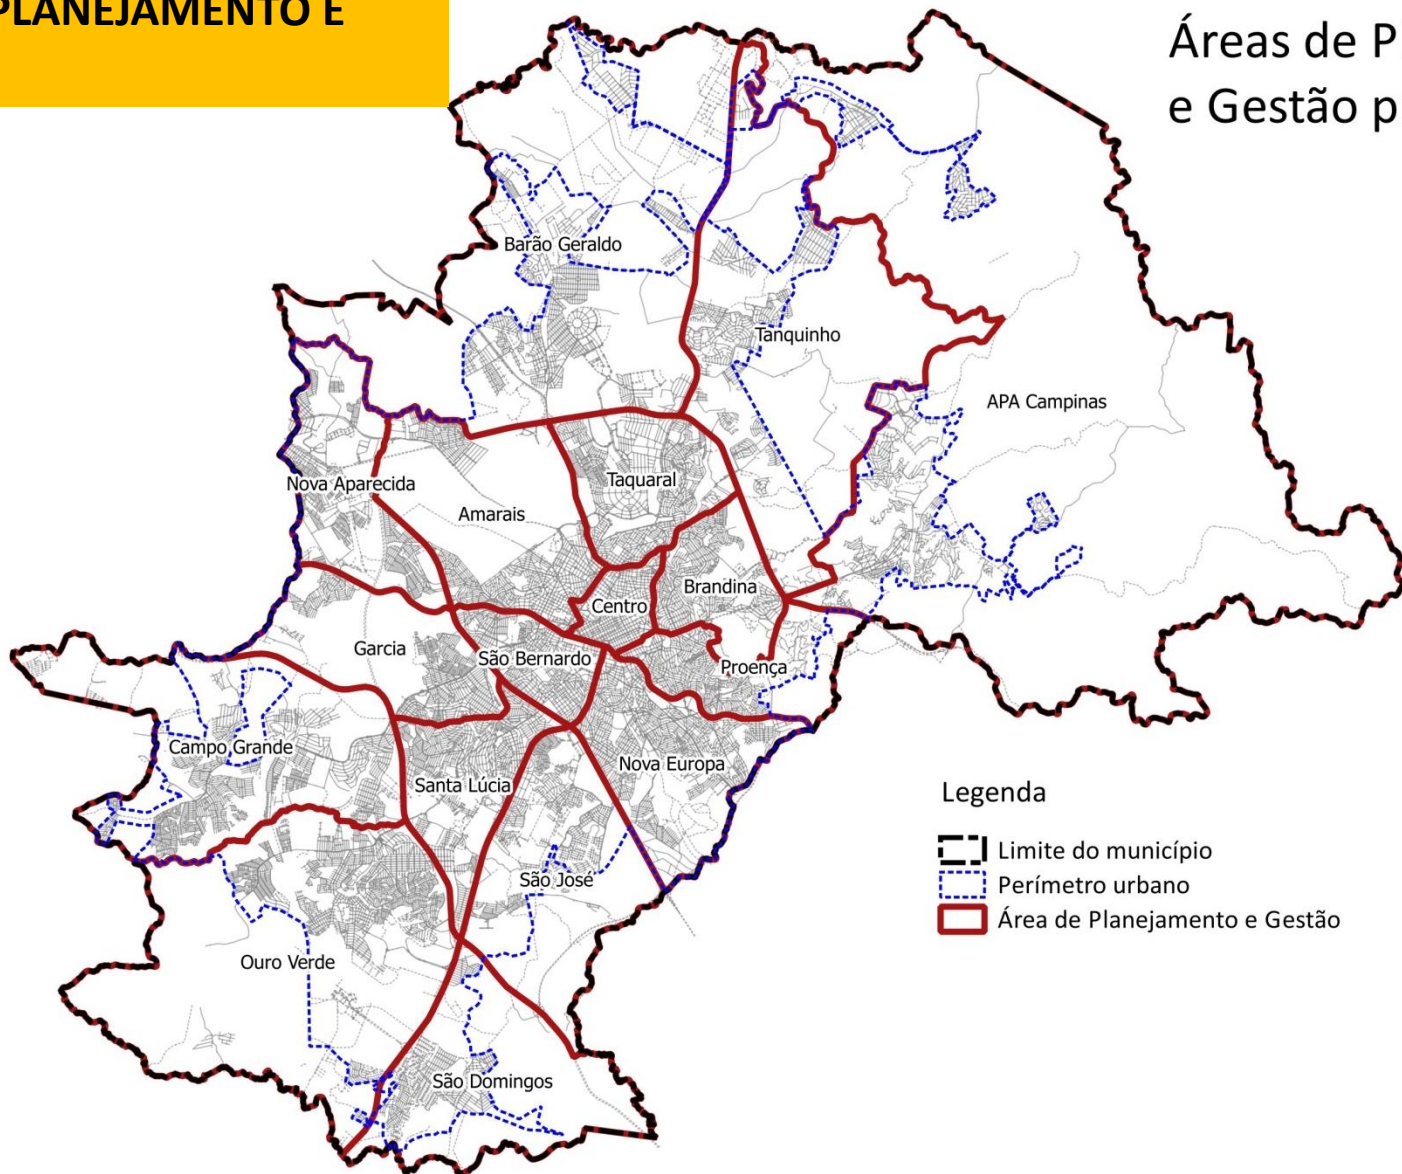 PLANEJAMENTO E
Áreas de P
e Gestão p
Barão Geraldo
Tanquinho
APA Campinas
Nova Aparecida
Taquaral
Amarais
Brandina
Centro
Garcia
São Bernardo
Proença
Campo Grande
Nova Europa
Santa Lúcia
São José
Ouro Verde
São Domingos
Legenda
Limite do município
Perímetro urbano
Área de Planejamento e Gestão